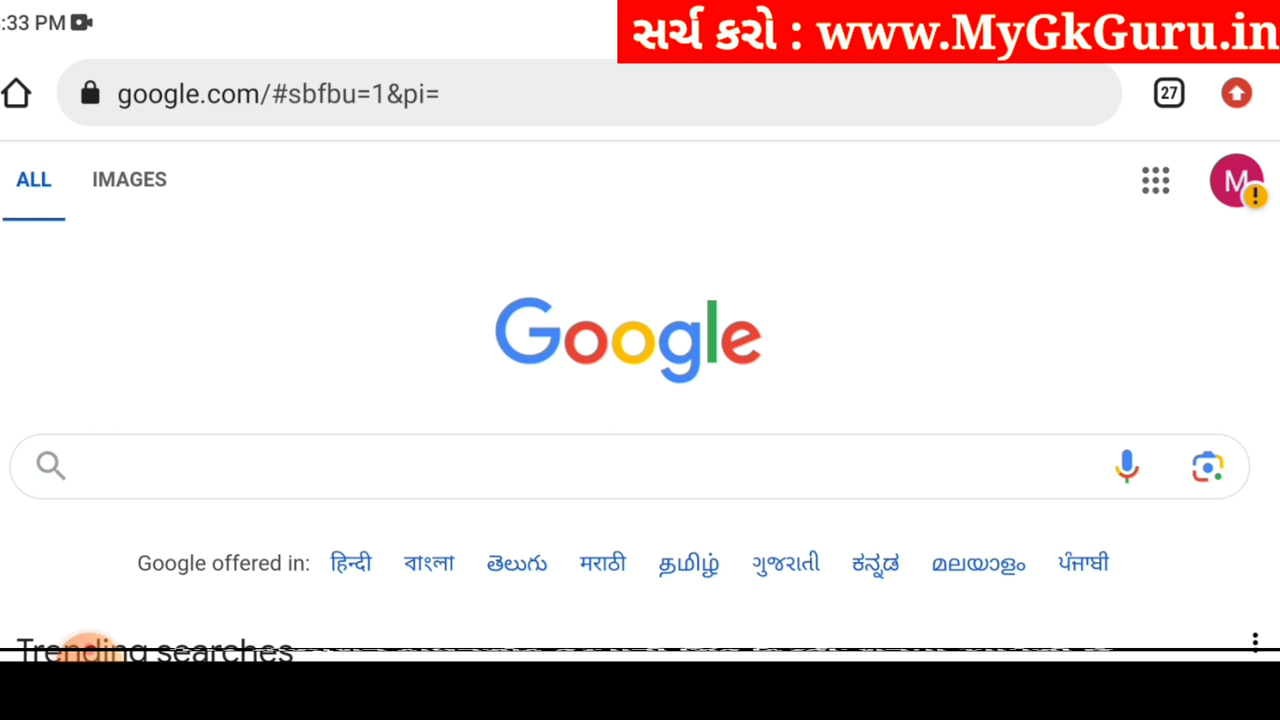 :33 PM
સર્ચ કરો : www.MyGkGuru.in
google.com/#sbfbu=1&pi=
27
ALL IMAGES
M
Google
Google offered in: हिन्दी বাংলা తెలుగు मराठी தமிழ் ગુજરાતી ಕನ್ನಡ മലയാളം ਪੰਜਾਬੀ
Trending searches